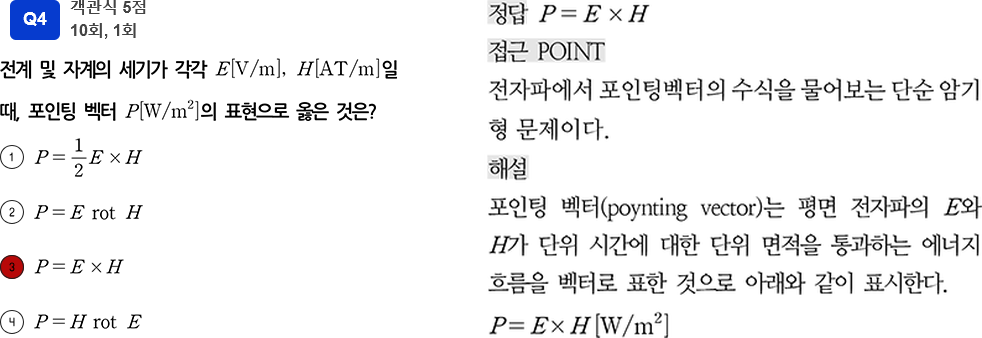 Q4
객관식 5점
10회, 1회
전계 및 자계의 세기가 각각 E[V/m], H[AT/m]일
때, 포인팅 벡터 P[W/m²]의 표현으로 옳은 것은?
① P = 1/2 E × H
② P = E rot H
③ P = E × H
④ P = H rot E
정답 P = E × H
접근 POINT
전자파에서 포인팅벡터의 수식을 물어보는 단순 암기
형 문제이다.
해설
포인팅 벡터(poynting vector)는 평면 전자파의 E와
H가 단위 시간에 대한 단위 면적을 통과하는 에너지
흐름을 벡터로 표한 것으로 아래와 같이 표시한다.
P = E × H [W/m²]